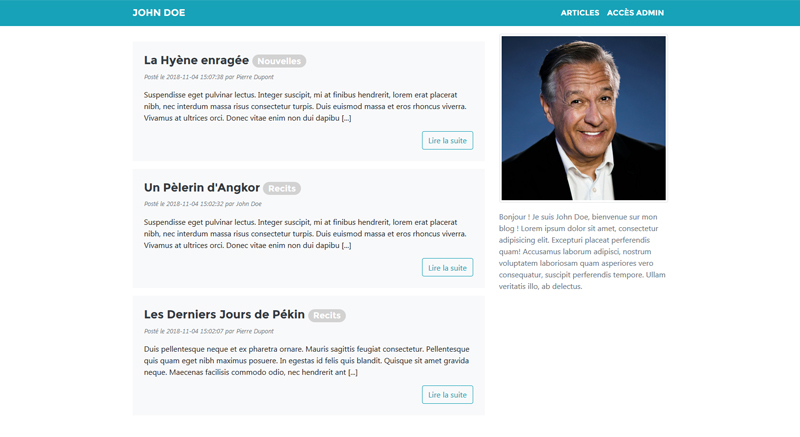 JOHN DOE
ARTICLES ACCÈS ADMIN
La Hyène enragée Nouvelles
Posté le 2018-11-04 15:07:38 par Pierre Dupont
Suspendisse eget pulvinar lectus. Integer suscipit, mi at finibus hendrerit, lorem erat placerat
nibh, nec interdum massa risus consectetur turpis. Duis euismod massa et eros rhoncus viverra.
Vivamus at ultrices orci. Donec vitae enim non dui dapibu [...]
Lire la suite
Un Pèlerin d'Angkor Recits
Posté le 2018-11-04 15:02:32 par John Doe
Suspendisse eget pulvinar lectus. Integer suscipit, mi at finibus hendrerit, lorem erat placerat
nibh, nec interdum massa risus consectetur turpis. Duis euismod massa et eros rhoncus viverra.
Vivamus at ultrices orci. Donec vitae enim non dui dapibu [...]
Lire la suite
Les Derniers Jours de Pékin Recits
Posté le 2018-11-04 15:02:07 par Pierre Dupont
Duis pellentesque neque et ex pharetra ornare. Mauris sagittis feugiat consectetur. Pellentesque
quis quam eget nibh maximus posuere. In egestas id felis quis blandit. Quisque sit amet gravida
neque. Maecenas facilisis commodo odio, nec hendrerit ant [...]
Lire la suite
Bonjour ! Je suis John Doe, bienvenue sur mon
blog ! Lorem ipsum dolor sit amet, consectetur
adipisicing elit. Excepturi placeat perferendis
quam! Accusamus laborum adipisci, nostrum
voluptatem laboriosam quam asperiores vero
consequatur, suscipit perferendis tempore. Ullam
veritatis illo, ab delectus.